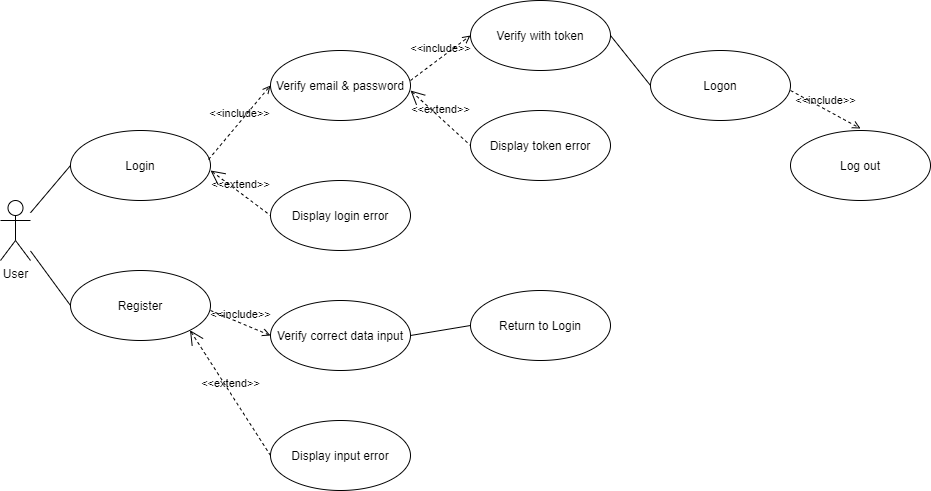 Verify with token
<<include>>
Verify email & password
Logon
<<include>>
<<include>>
<<extend>>
Display token error
Login
Log out
<<extend>>
Display login error
User
Register
<<include>>
Verify correct data input
Return to Login
<<extend>>
Display input error